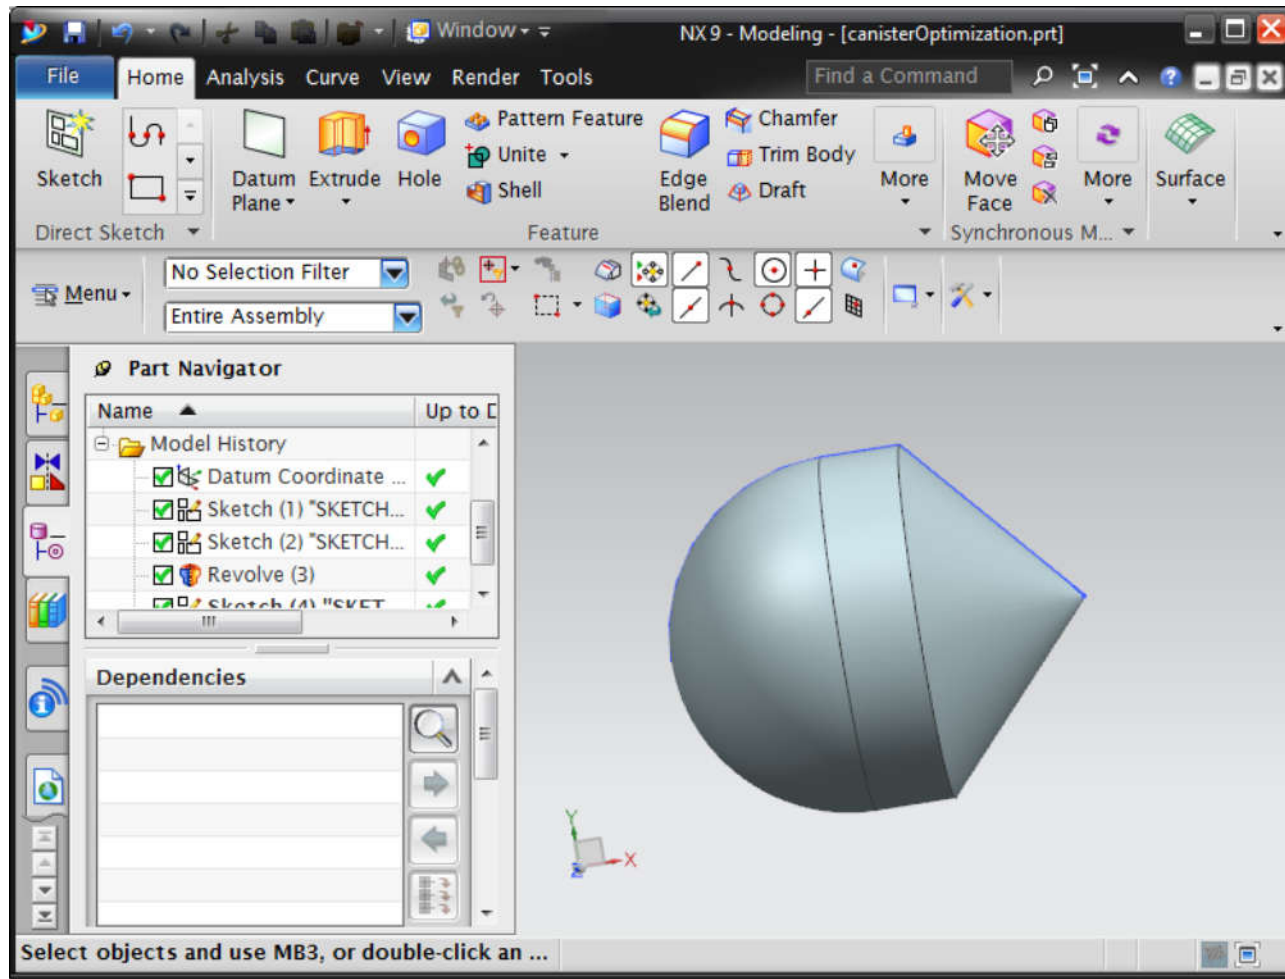 Window
NX 9 - Modeling - [canisterOptimization.prt]
File Home Analysis Curve View Render Tools Find a Command
Sketch
Datum Plane
Extrude
Hole
Pattern Feature
Unite
Shell
Edge Blend
Chamfer
Trim Body
Draft
More
Move Face
More
Surface
Direct Sketch Feature Synchronous M...
Menu
No Selection Filter
Entire Assembly
Part Navigator
Name Up to D
Model History
Datum Coordinate ...
Sketch (1) "SKETCH...
Sketch (2) "SKETCH...
Revolve (3)
Sketch (4) "SKET
Dependencies
Y
X
Z
Select objects and use MB3, or double-click an ...